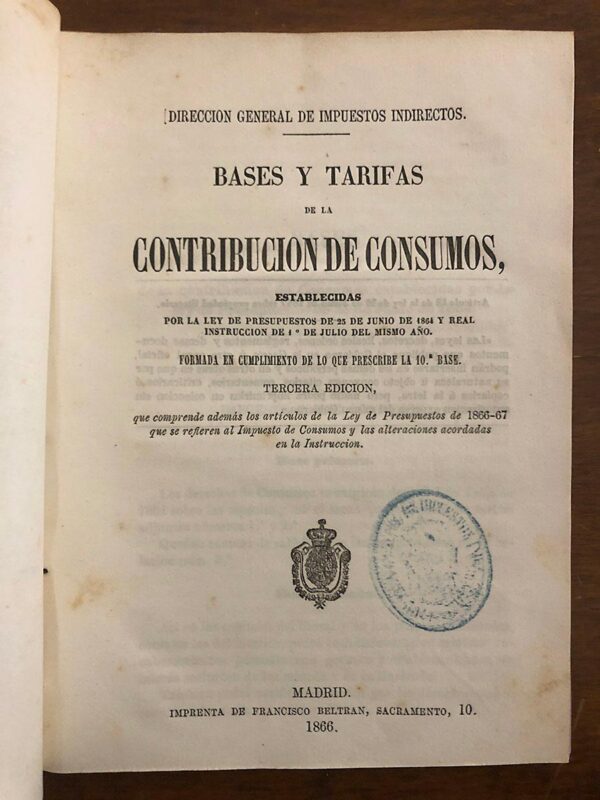 DIRECCION GENERAL DE IMPUESTOS INDIRECTOS.
BASES Y TARIFAS
DE LA
CONTRIBUCION DE CONSUMOS,
ESTABLECIDAS
POR LA LEY DE PRESUPUESTOS DE 25 DE JUNIO DE 1864 Y REAL
INSTRUCCION DE 1º DE JULIO DEL MISMO AÑO.
FORMADA EN CUMPLIMIENTO DE LO QUE PRESCRIBE LA 10.ª BASE.
TERCERA EDICION,
que comprende además los artículos de la Ley de Presupuestos de 1866-67
que se refieren al Impuesto de Consumos y las alteraciones acordadas
en la Instruccion.
MADRID.
IMPRENTA DE FRANCISCO BELTRAN, SACRAMENTO, 10.
1866.